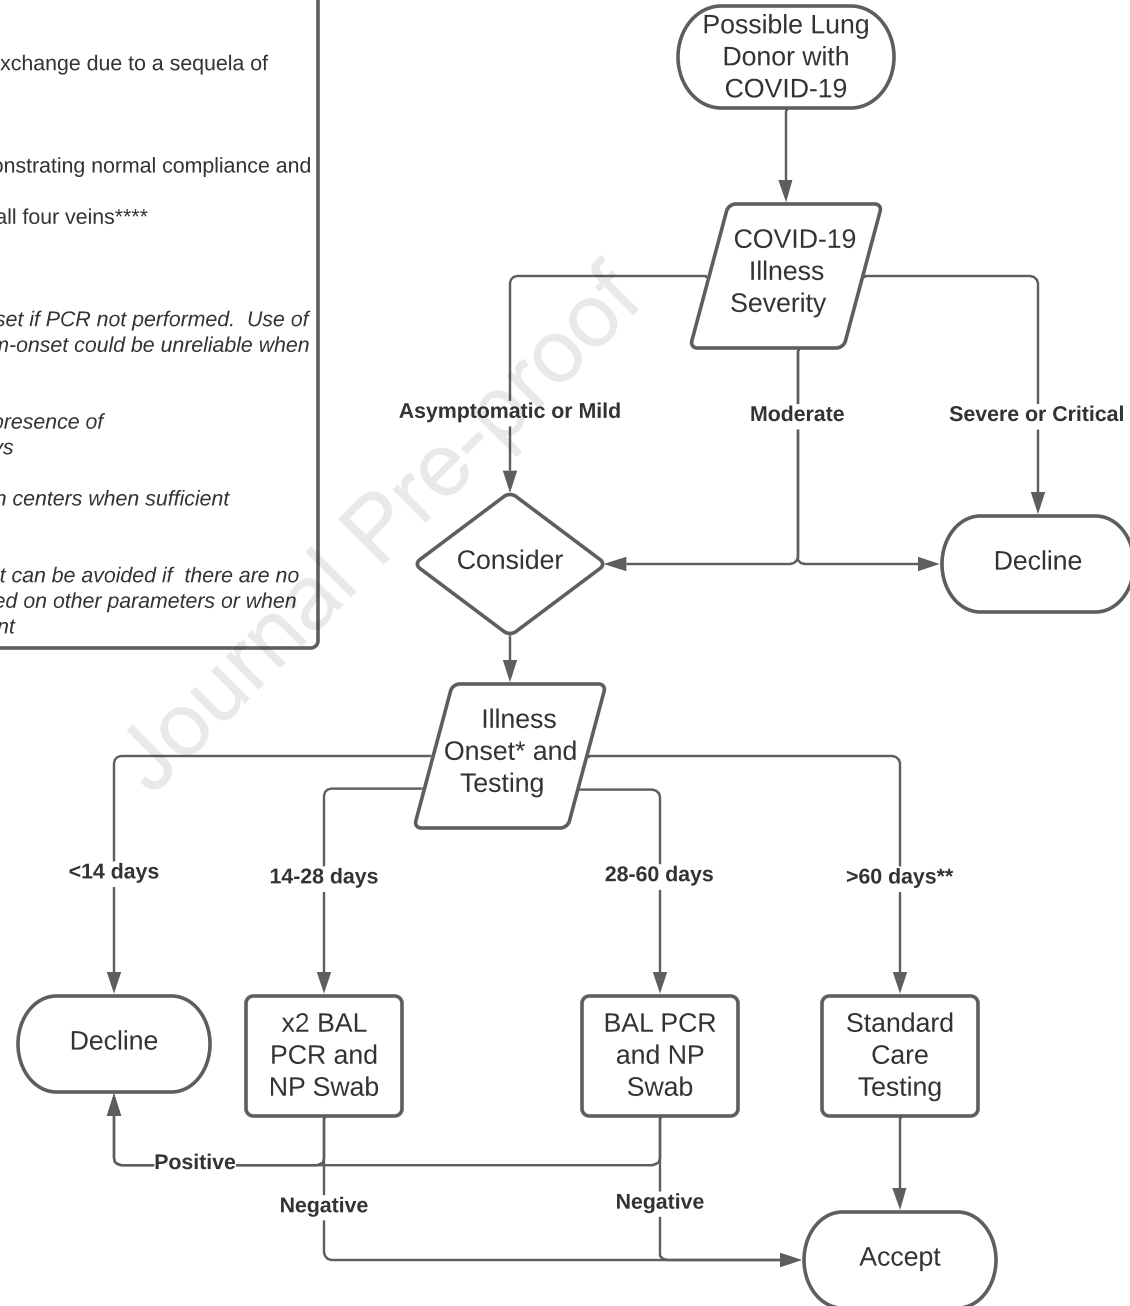 xchange due to a sequela of
nstrating normal compliance and
all four veins****
set if PCR not performed. Use of
-onset could be unreliable when
presence of
centers when sufficient
t can be avoided if there are no
ed on other parameters or when
nt
Possible Lung
Donor with
COVID-19
COVID-19
Illness
Severity
Asymptomatic or Mild
Moderate
Severe or Critical
Consider
Decline
Illness
Onset* and
Testing
<14 days
14-28 days
28-60 days
>60 days**
Decline
x2 BAL
PCR and
NP Swab
BAL PCR
and NP
Swab
Standard
Care
Testing
Positive
Negative
Negative
Accept
Journal Pre-proof